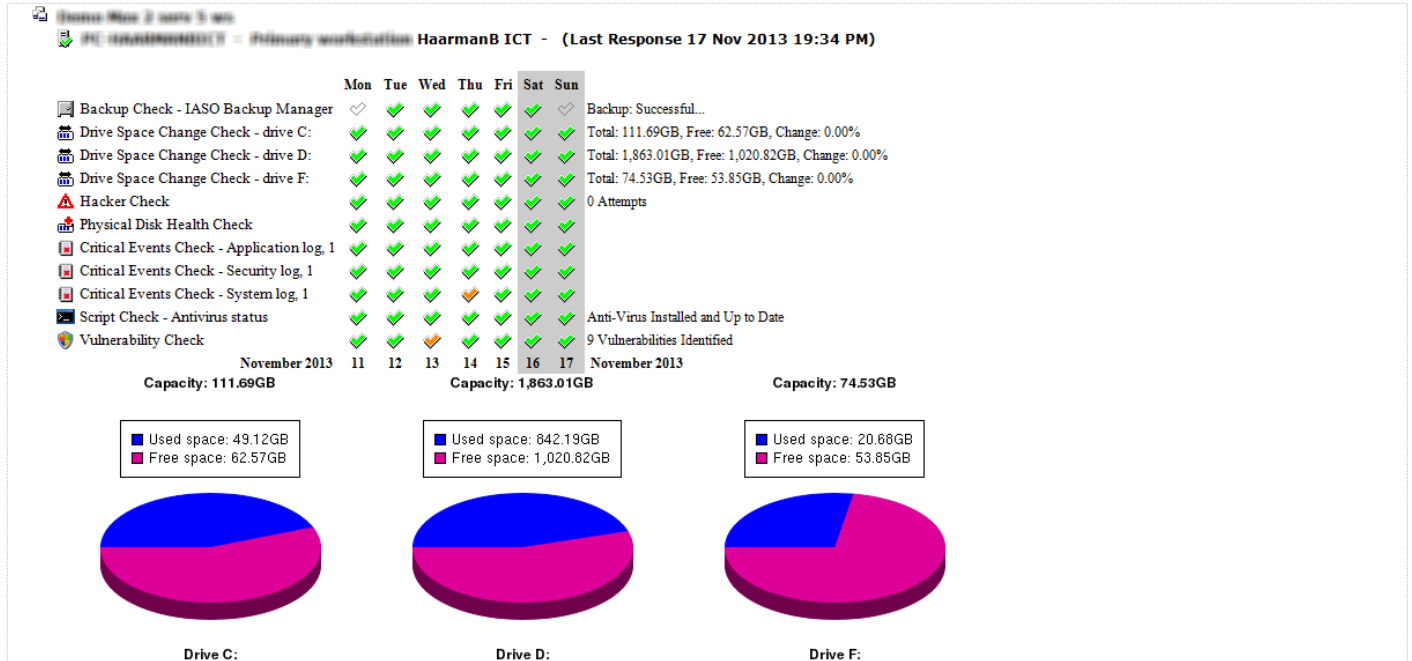 HaarmanB ICT - (Last Response 17 Nov 2013 19:34 PM)
Mon Tue Wed Thu Fri Sat Sun
Backup Check - IASO Backup Manager Backup: Successful...
Drive Space Change Check - drive C: Total: 111.69GB, Free: 62.57GB, Change: 0.00%
Drive Space Change Check - drive D: Total: 1,863.01GB, Free: 1,020.82GB, Change: 0.00%
Drive Space Change Check - drive F: Total: 74.53GB, Free: 53.85GB, Change: 0.00%
Hacker Check 0 Attempts
Physical Disk Health Check
Critical Events Check - Application log, 1
Critical Events Check - Security log, 1
Critical Events Check - System log, 1
Script Check - Antivirus status Anti-Virus Installed and Up to Date
Vulnerability Check 9 Vulnerabilities Identified
November 2013 11 12 13 14 15 16 17 November 2013
Capacity: 111.69GB Capacity: 1,863.01GB Capacity: 74.53GB
Used space: 49.12GB Used space: 842.19GB Used space: 20.68GB
Free space: 62.57GB Free space: 1,020.82GB Free space: 53.85GB
Drive C: Drive D: Drive F: